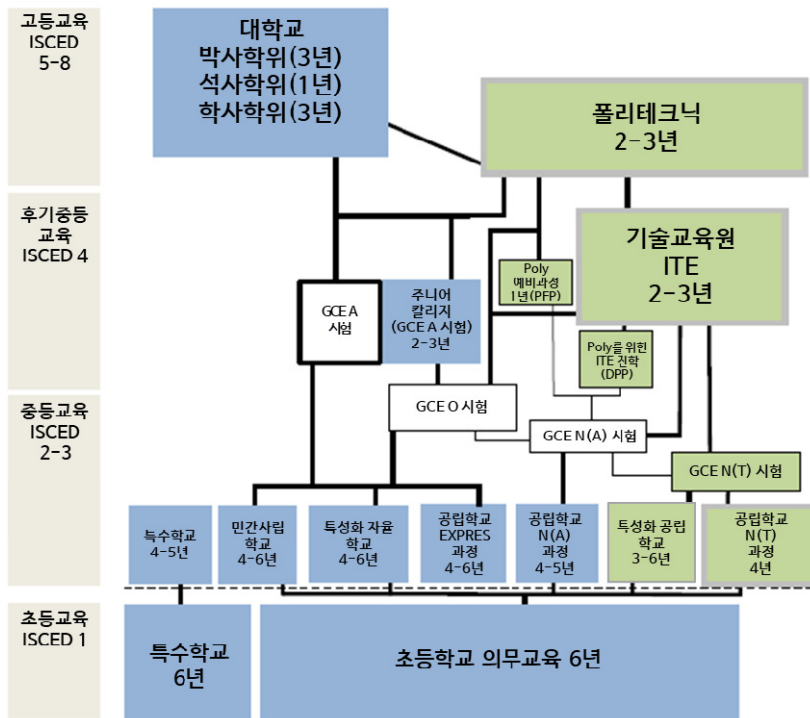 고등교육
ISCED
5-8
대학교
박사학위(3년)
석사학위(1년)
학사학위(3년)
폴리테크닉
2-3년
후기중등
교육
ISCED 4
기술교육원
ITE
2-3년
Poly
예비과성
1년(PFP)
GCE A
시험
주니어
칼리지
(GCE A 시험)
2-3년
Poly를 위한
ITE 진학
(DPP)
중등교육
ISCED
2-3
GCE O 시험
GCE N(A) 시험
GCE N(T) 시험
특수학교
4-5년
민간사립
학교
4-6년
특성화 자율
학교
4-6년
공립학교
EXPRES
과정
4-6년
공립학교
N(A)
과정
4-5년
특성화 공립
학교
3-6년
공립학교
N(T)
과정
4년
초등교육
ISCED 1
특수학교
6년
초등학교 의무교육 6년